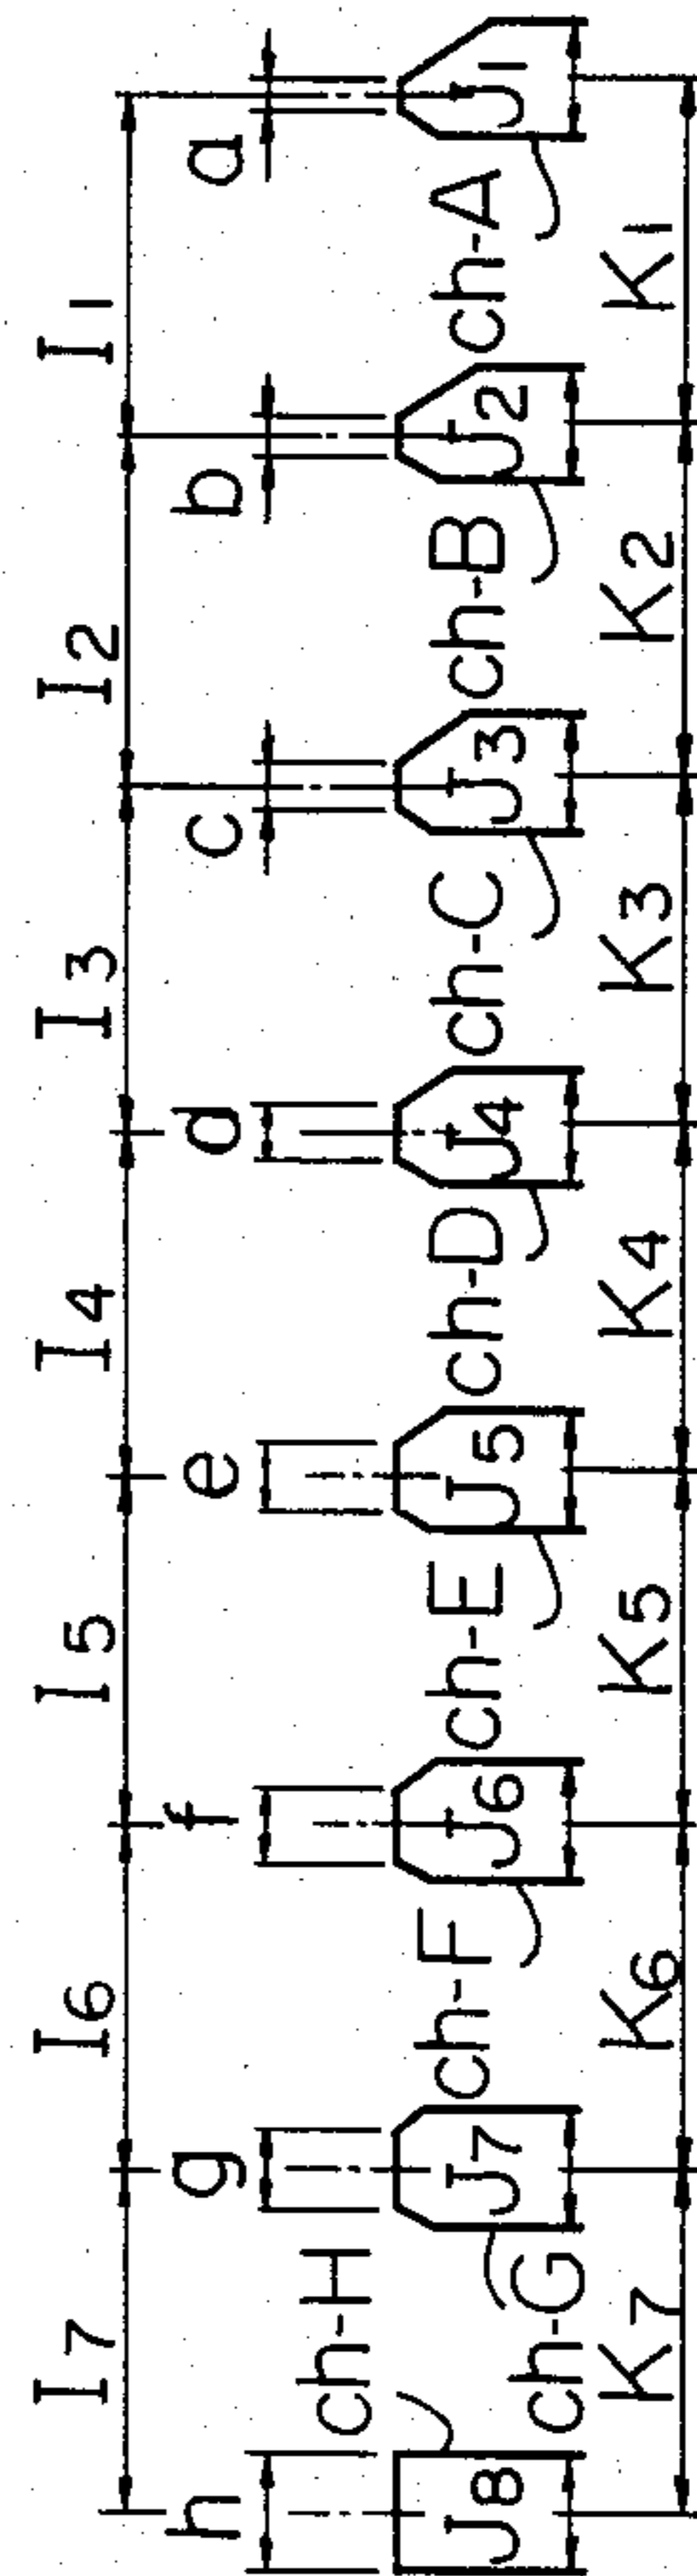 I7 I6 I5 I4 I3 I2 I1
h g f e d c b a
ch-H
J8 J7 J6 J5 J4 J3 J2 J1
ch-G ch-F ch-E ch-D ch-C ch-B ch-A
K7 K6 K5 K4 K3 K2 K1